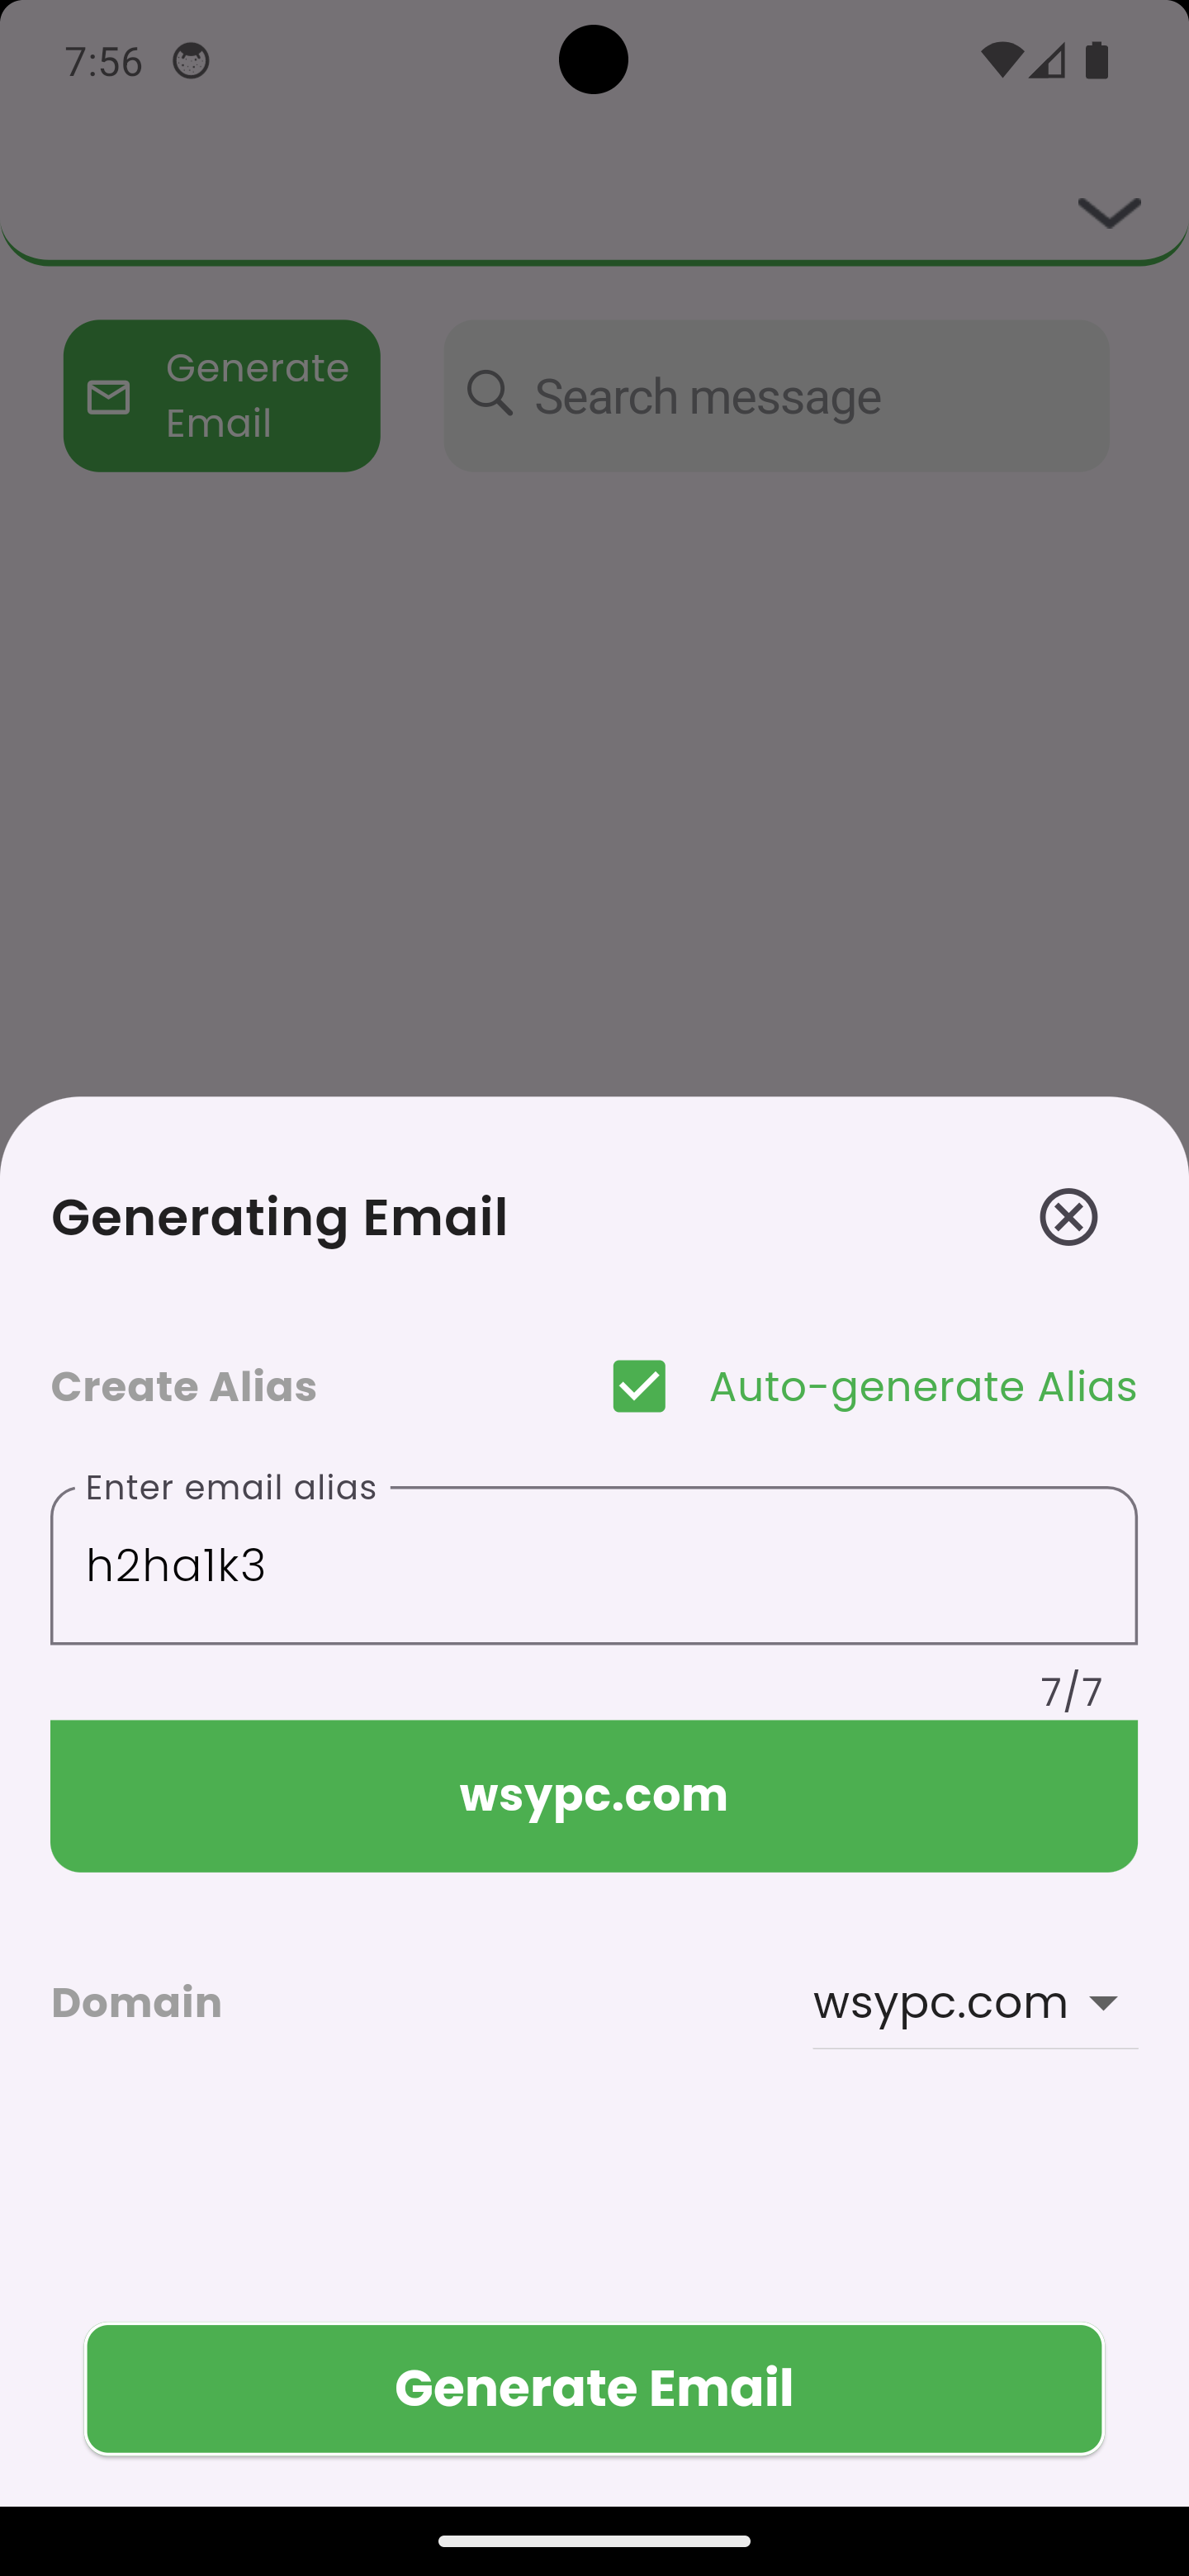 7:56
Generate
Email
Search message
Generating Email
Create Alias
Auto-generate Alias
Enter email alias
h2ha1k3
7/7
wsypc.com
Domain
wsypc.com
Generate Email